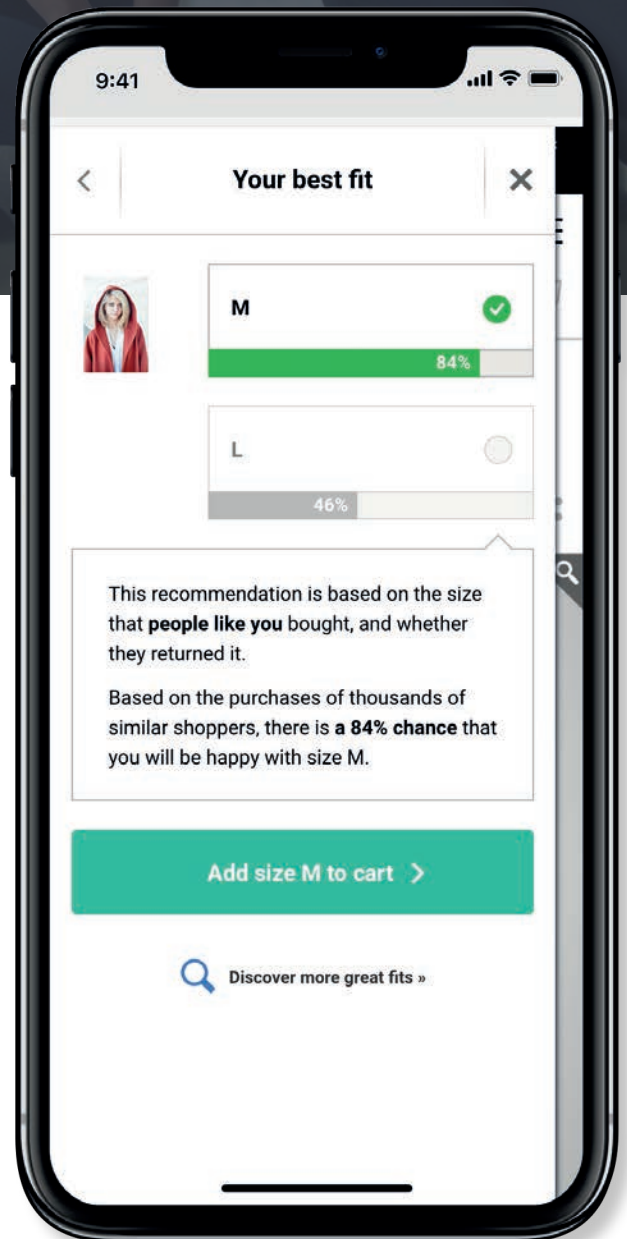 9:41
Your best fit
M
84%
L
46%
This recommendation is based on the size
that people like you bought, and whether
they returned it.
Based on the purchases of thousands of
similar shoppers, there is a 84% chance that
you will be happy with size M.
Add size M to cart
Discover more great fits »